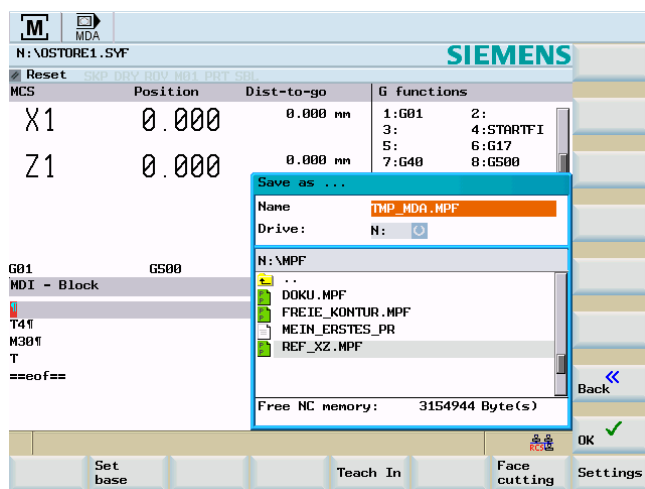 M
MDA
N:\OSTORE1.SYF
SIEMENS
Reset SKP DRY ROV MB1 PRT SBL
MCS Position Dist-to-go G functions
X1 0.000 0.000 mm
1:G01 2:
3: 4:STARTFI
5: 6:G17
Z1 0.000 0.000 mm
7:G40 8:G500
Save as ...
Name TMP_MDA.MPF
Drive: N:
N:\MPF
..
DOKU.MPF
FREIE_KONTUR.MPF
MEIN_ERSTES_PR
REF_XZ.MPF
Free NC memory: 3154944 Byte(s)
G01 G500
MDI - Block
¶
T4¶
M30¶
T
==eof==
Back
OK
RCS
Set base
Teach In
Face cutting
Settings